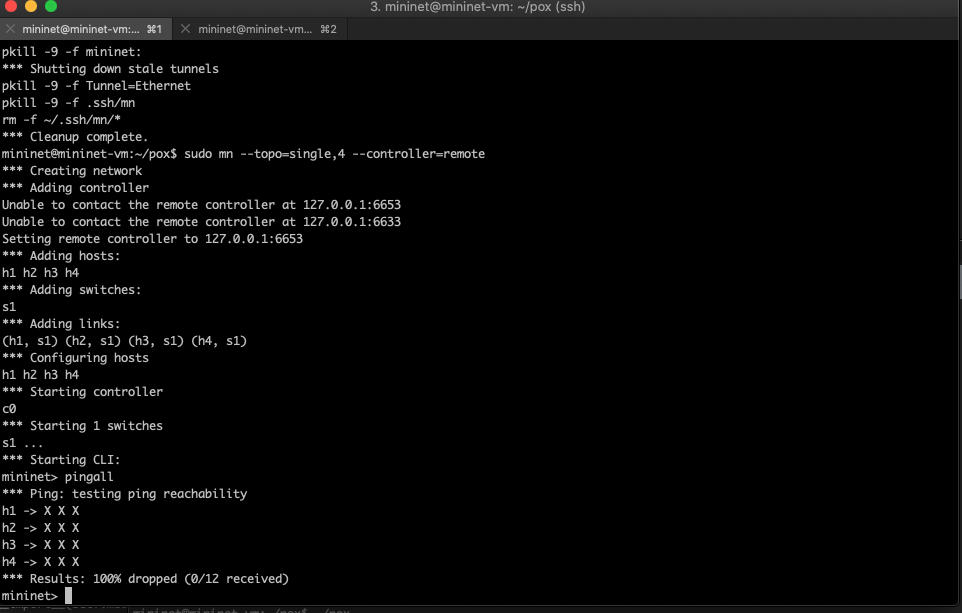 3. mininet@mininet-vm: ~/pox (ssh)
mininet@mininet-vm:... ⌘1
mininet@mininet-vm... ⌘2
pkill -9 -f mininet:
*** Shutting down stale tunnels
pkill -9 -f Tunnel=Ethernet
pkill -9 -f .ssh/mn
rm -f ~/.ssh/mn/*
*** Cleanup complete.
mininet@mininet-vm:~/pox$ sudo mn --topo=single,4 --controller=remote
*** Creating network
*** Adding controller
Unable to contact the remote controller at 127.0.0.1:6653
Unable to contact the remote controller at 127.0.0.1:6633
Setting remote controller to 127.0.0.1:6653
*** Adding hosts:
h1 h2 h3 h4
*** Adding switches:
s1
*** Adding links:
(h1, s1) (h2, s1) (h3, s1) (h4, s1)
*** Configuring hosts
h1 h2 h3 h4
*** Starting controller
c0
*** Starting 1 switches
s1 ...
*** Starting CLI:
mininet> pingall
*** Ping: testing ping reachability
h1 -> X X X
h2 -> X X X
h3 -> X X X
h4 -> X X X
*** Results: 100% dropped (0/12 received)
mininet>